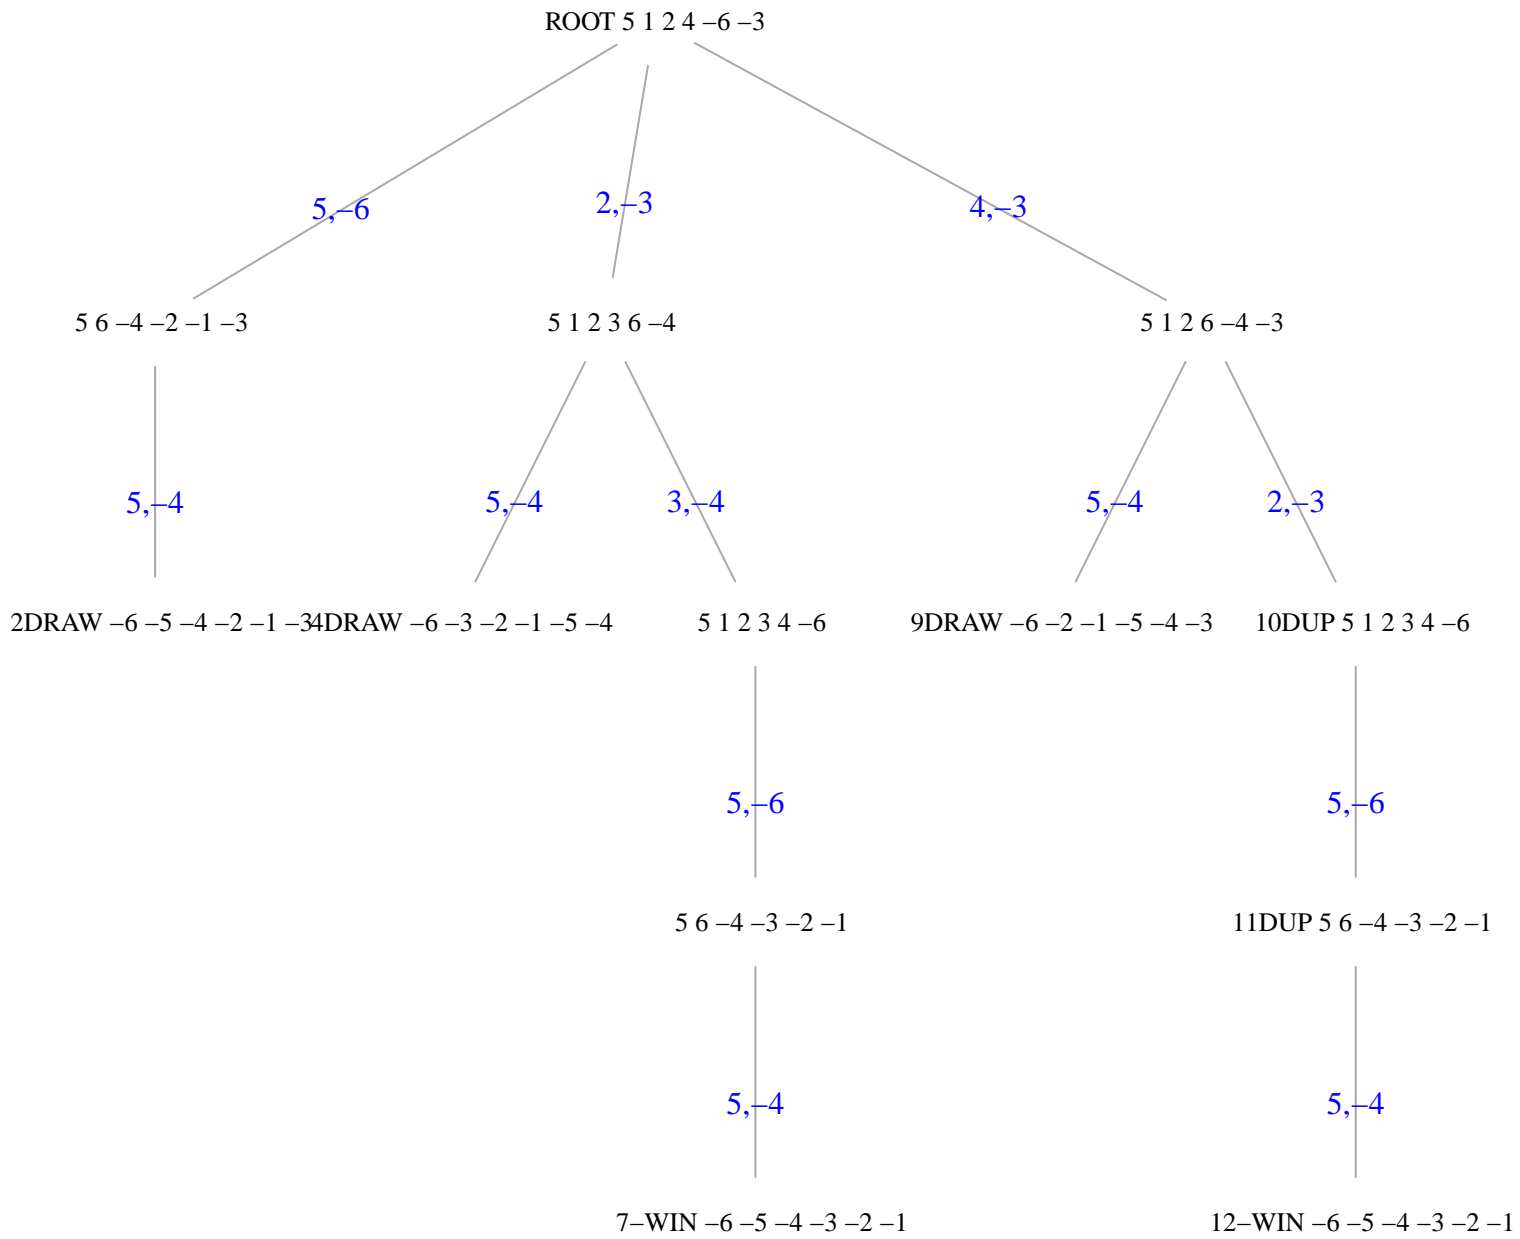 ROOT 5 1 2 4 –6 –3
5,–6
2,–3
4,–3
5 6 –4 –2 –1 –3
5 1 2 3 6 –4
5 1 2 6 –4 –3
5,–4
5,–4
3,–4
5,–4
2,–3
2DRAW –6 –5 –4 –2 –1 –3
4DRAW –6 –3 –2 –1 –5 –4
5 1 2 3 4 –6
9DRAW –6 –2 –1 –5 –4 –3
10DUP 5 1 2 3 4 –6
5,–6
5,–6
5 6 –4 –3 –2 –1
11DUP 5 6 –4 –3 –2 –1
5,–4
5,–4
7–WIN –6 –5 –4 –3 –2 –1
12–WIN –6 –5 –4 –3 –2 –1